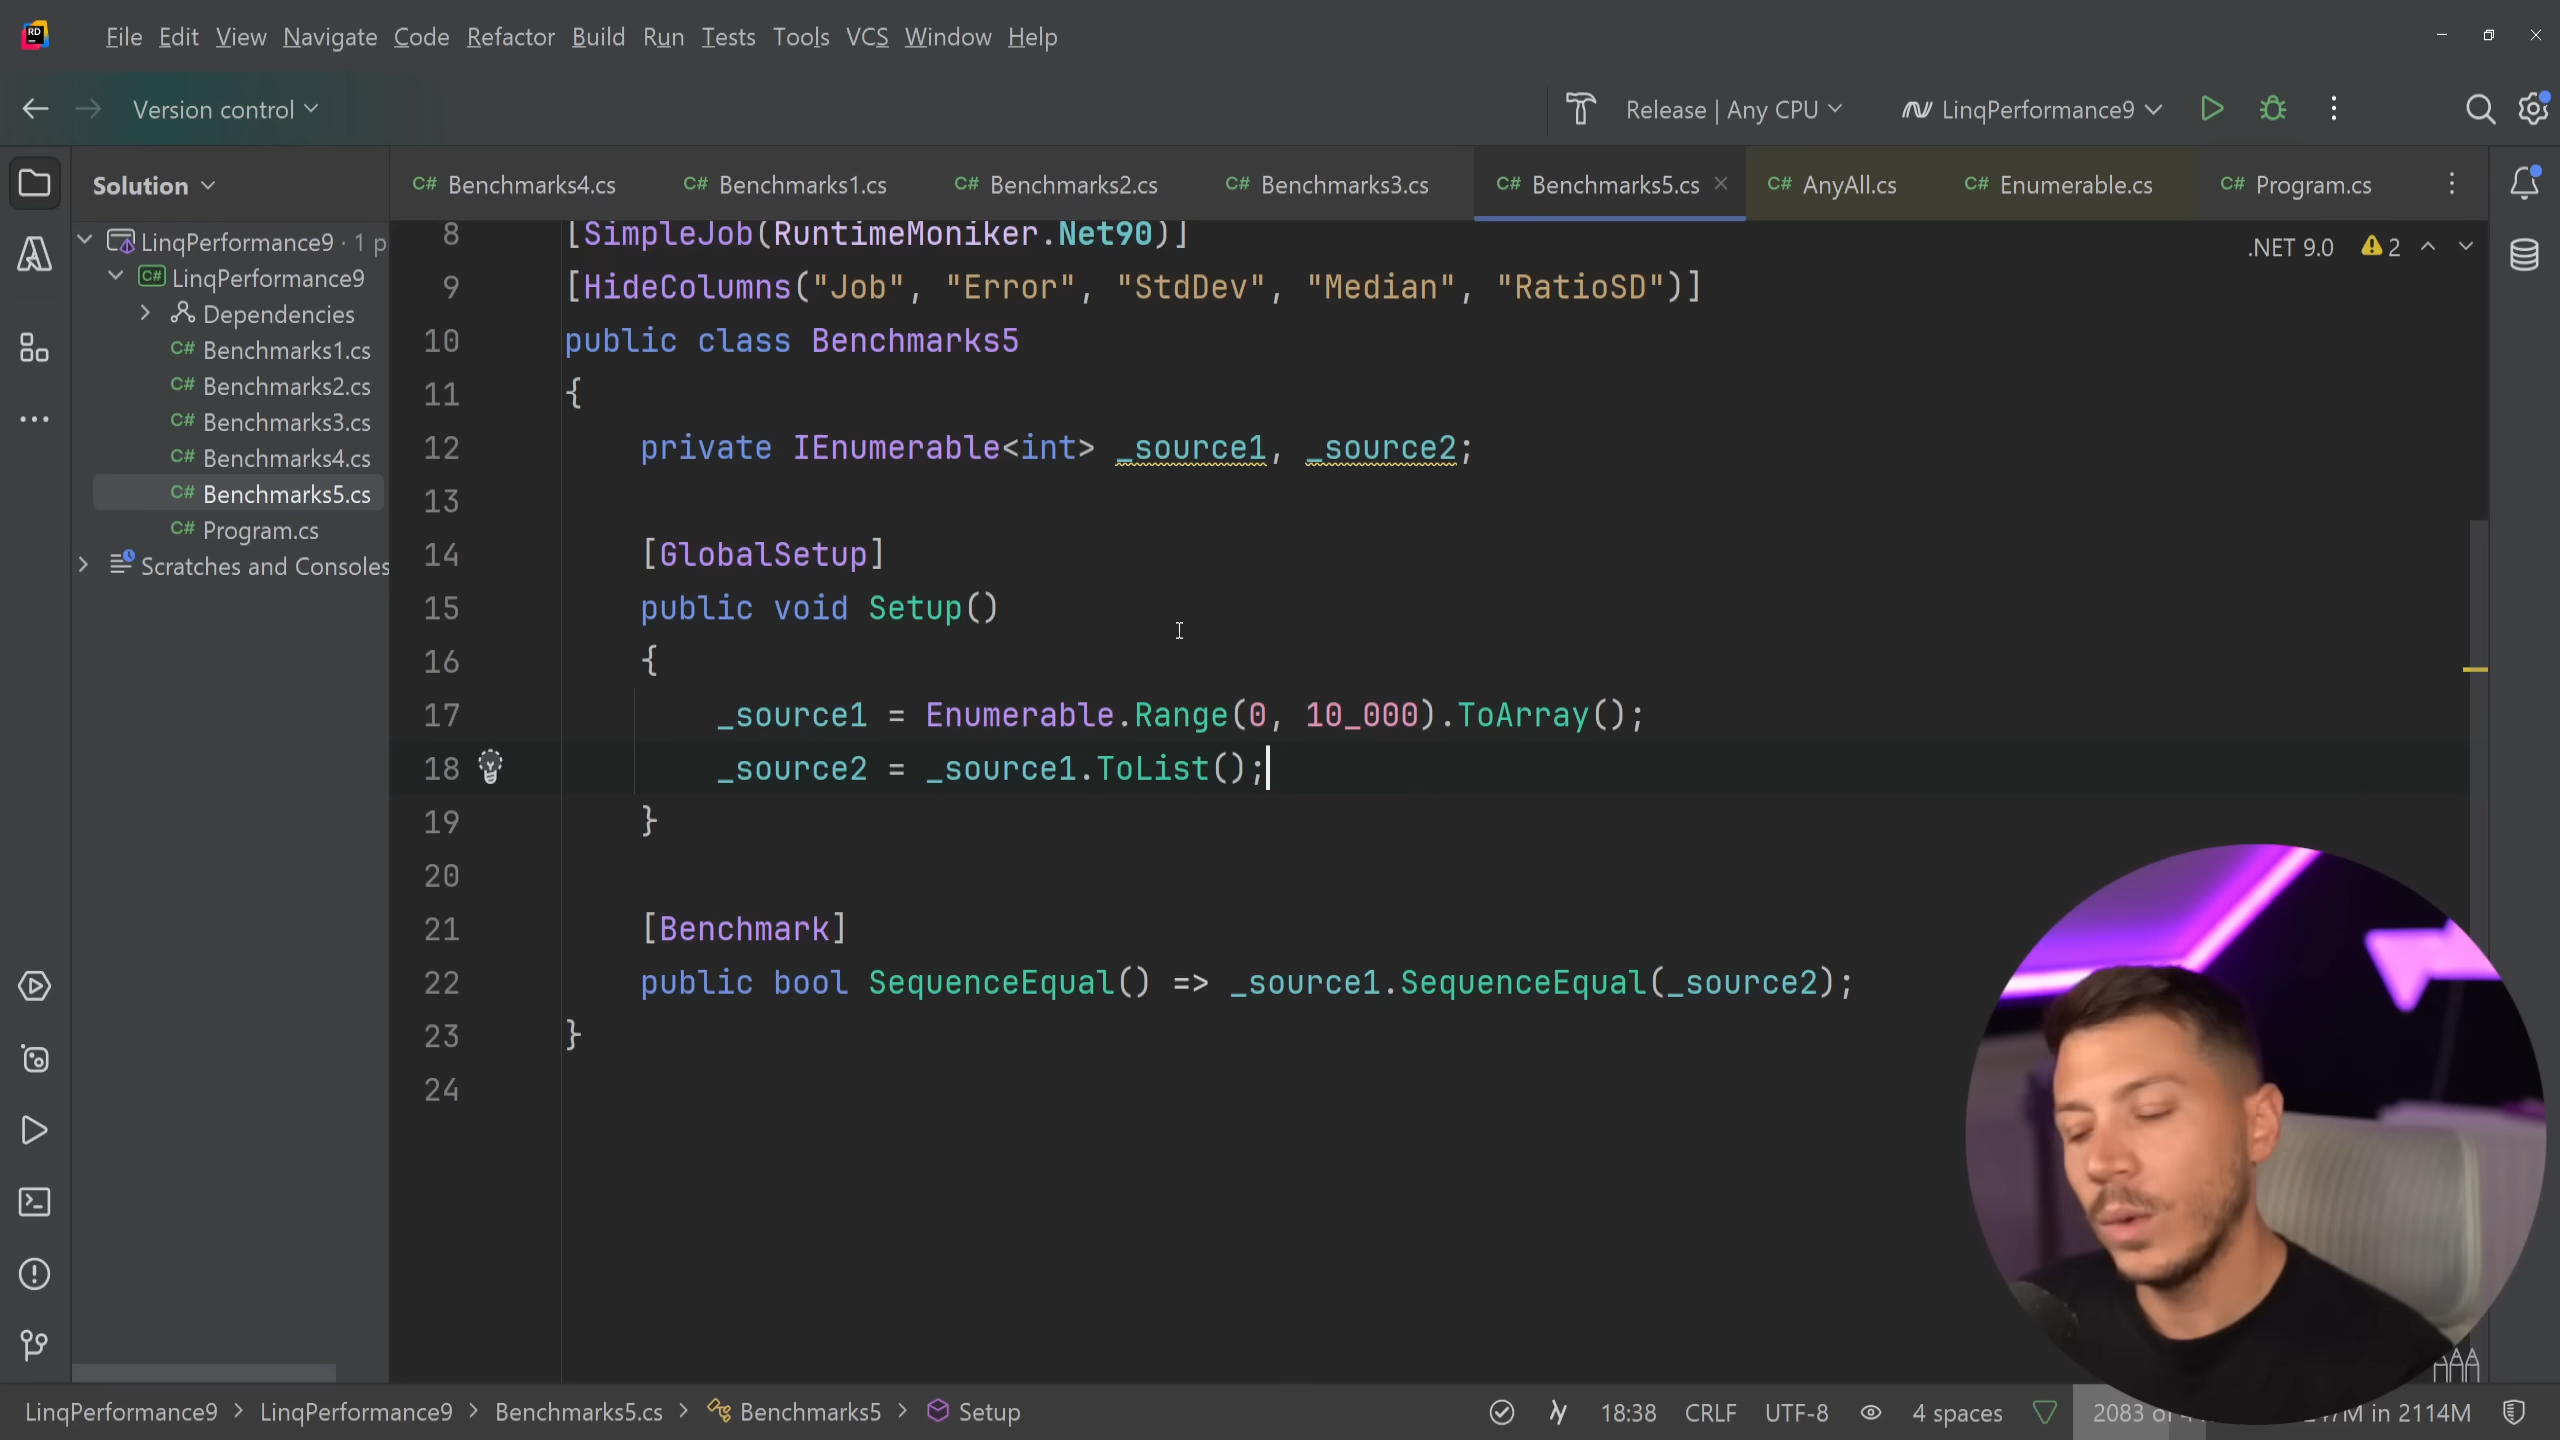 RD
File Edit View Navigate Code Refactor Build Run Tests Tools VCS Window Help
Version control
Release | Any CPU
LinqPerformance9
Solution
C# Benchmarks4.cs
C# Benchmarks1.cs
C# Benchmarks2.cs
C# Benchmarks3.cs
C# Benchmarks5.cs
C# AnyAll.cs
C# Enumerable.cs
C# Program.cs
LinqPerformance9 · 1 p
C# LinqPerformance9
Dependencies
C# Benchmarks1.cs
C# Benchmarks2.cs
C# Benchmarks3.cs
C# Benchmarks4.cs
C# Benchmarks5.cs
C# Program.cs
Scratches and Consoles
.NET 9.0 2
8 [SimpleJob(RuntimeMoniker.Net90)]
9 [HideColumns("Job", "Error", "StdDev", "Median", "RatioSD")]
10 public class Benchmarks5
11 {
12 private IEnumerable<int> _source1, _source2;
13
14 [GlobalSetup]
15 public void Setup()
16 {
17 _source1 = Enumerable.Range(0, 10_000).ToArray();
18 _source2 = _source1.ToList();
19 }
20
21 [Benchmark]
22 public bool SequenceEqual() => _source1.SequenceEqual(_source2);
23 }
24
LinqPerformance9 > LinqPerformance9 > Benchmarks5.cs > Benchmarks5 > Setup
18:38 CRLF UTF-8 4 spaces 2083 of in 2114M